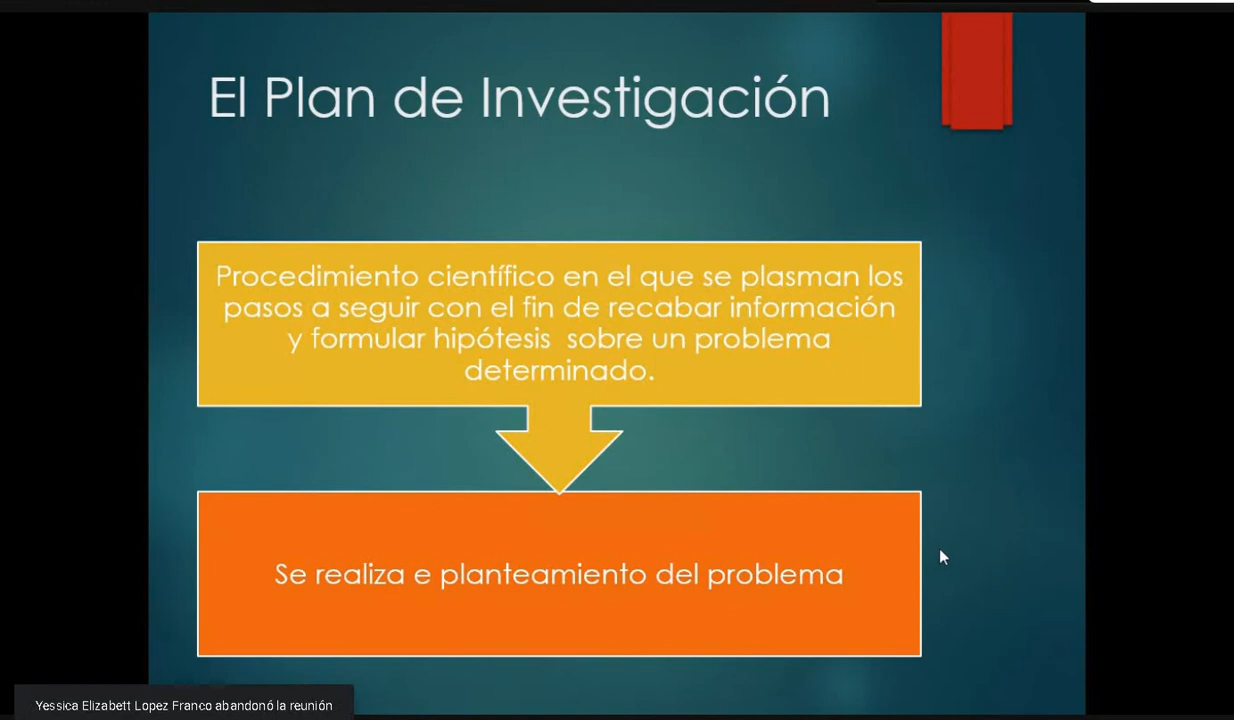 El Plan de Investigación
Procedimiento científico en el que se plasman los
pasos a seguir con el fin de recabar información
y formular hipótesis  sobre un problema
determinado.
Se realiza e planteamiento del problema
Yessica Elizabett Lopez Franco abandonó la reunión